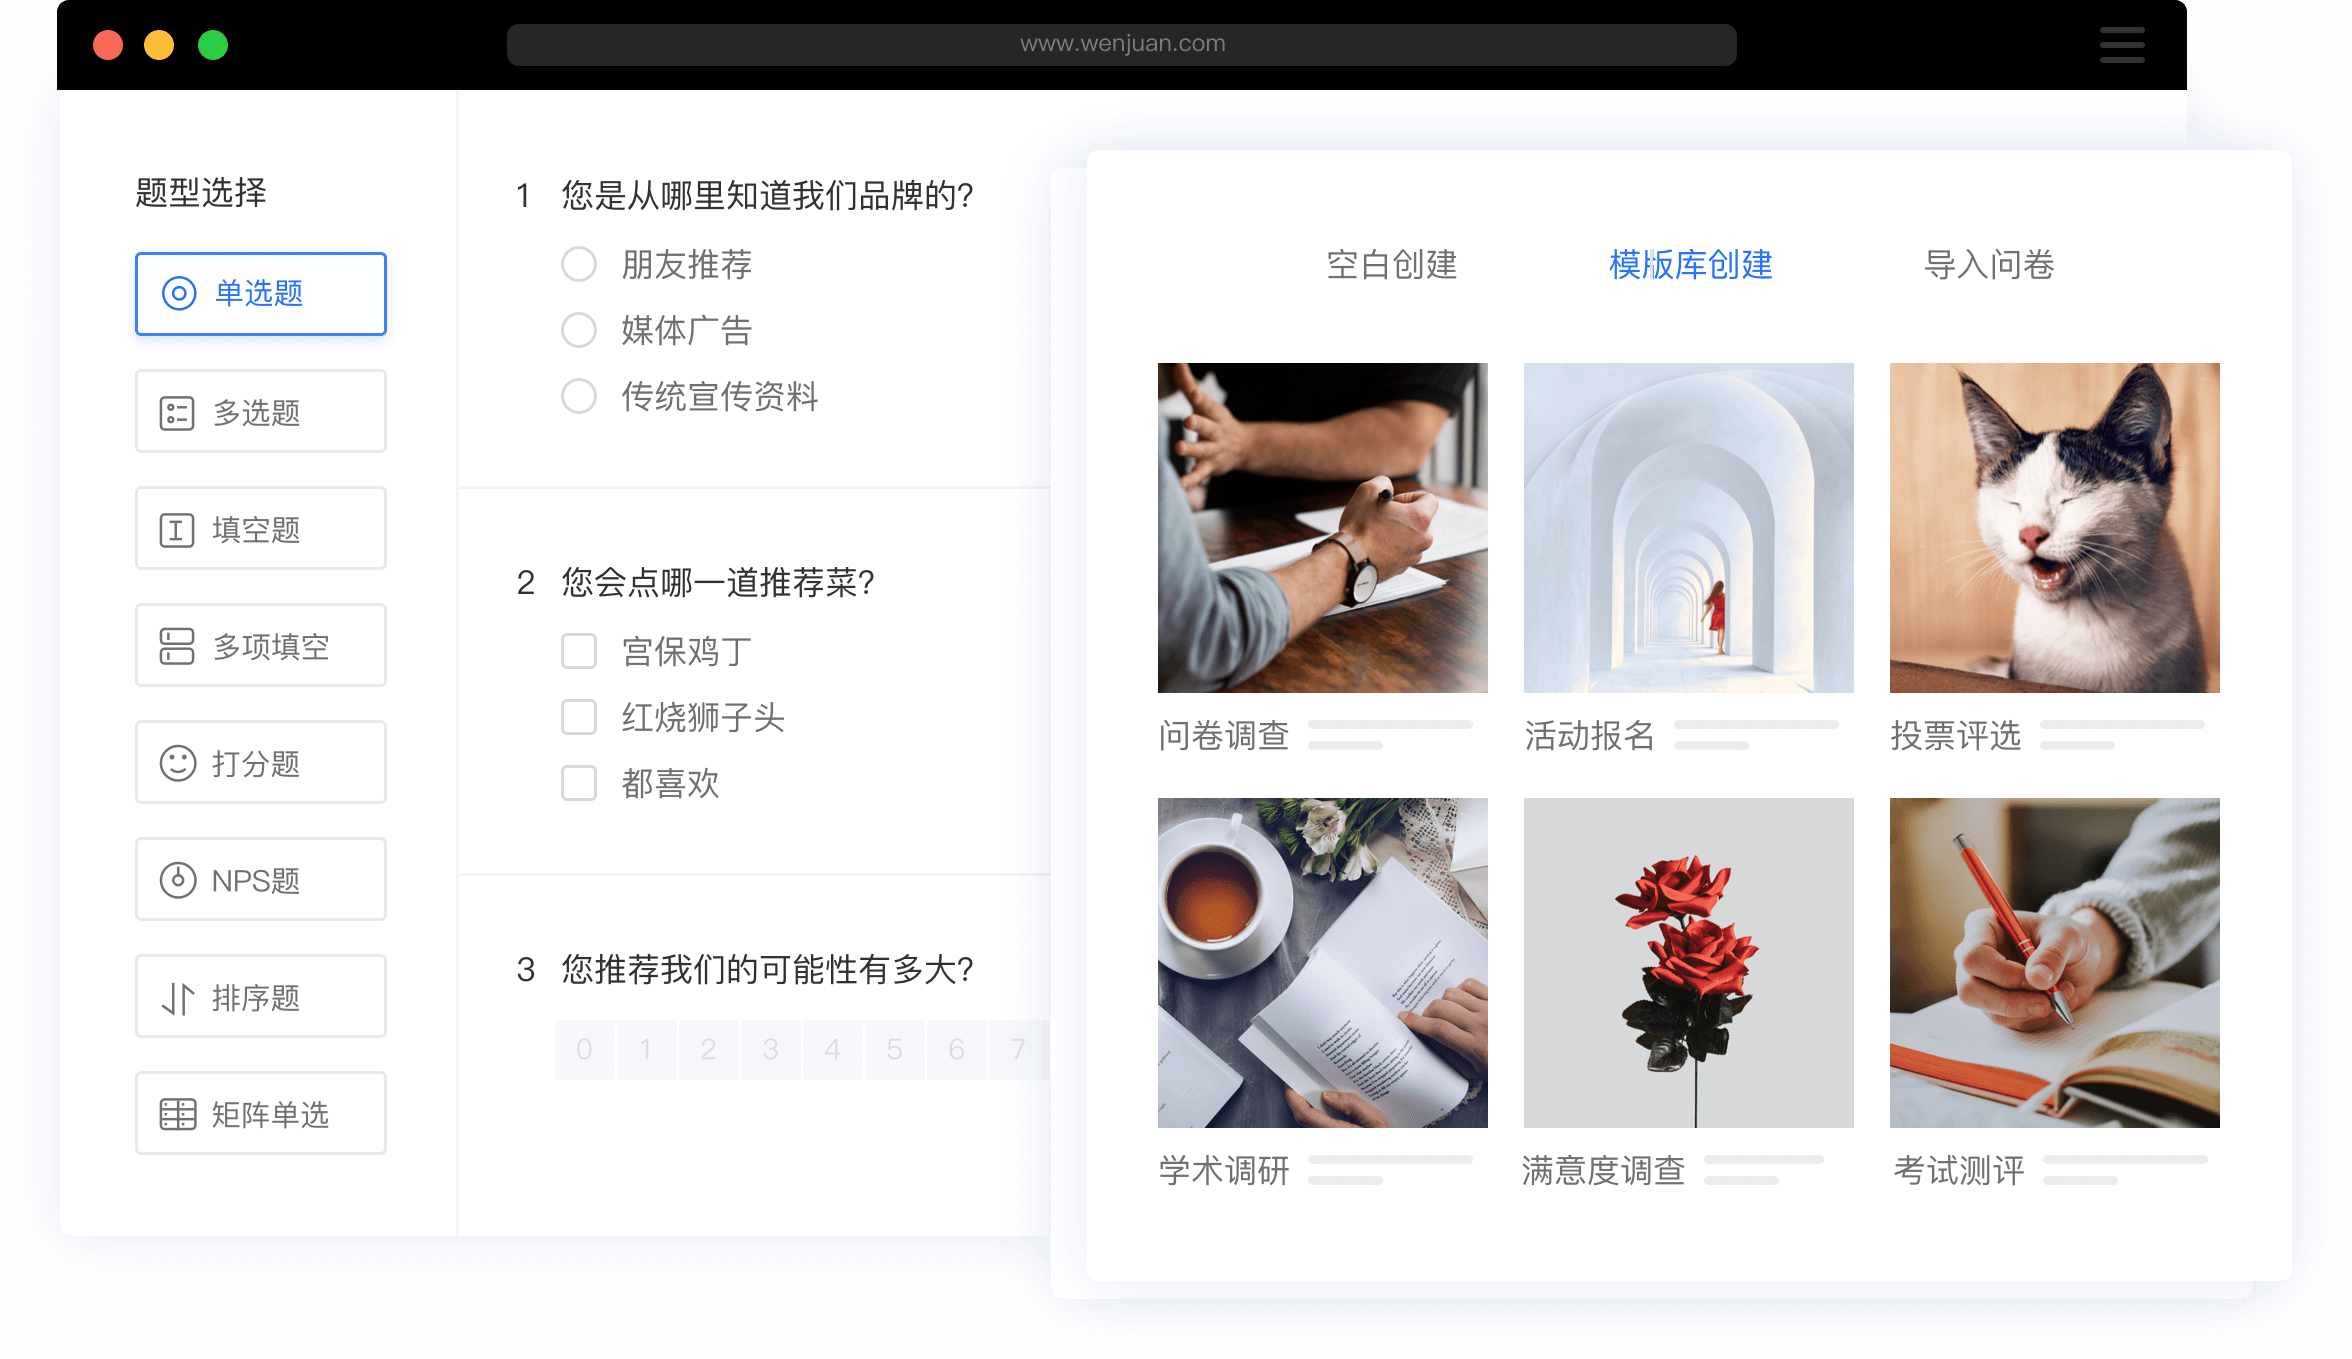 www.wenjuan.com
题型选择
单选题
多选题
填空题
多项填空
打分题
NPS题
排序题
矩阵单选
1 您是从哪里知道我们品牌的?
朋友推荐
媒体广告
传统宣传资料
2 您会点哪一道推荐菜?
宫保鸡丁
红烧狮子头
都喜欢
3 您推荐我们的可能性有多大?
0 1 2 3 4 5 6 7
空白创建 模版库创建 导入问卷
问卷调查 活动报名 投票评选
学术调研 满意度调查 考试测评